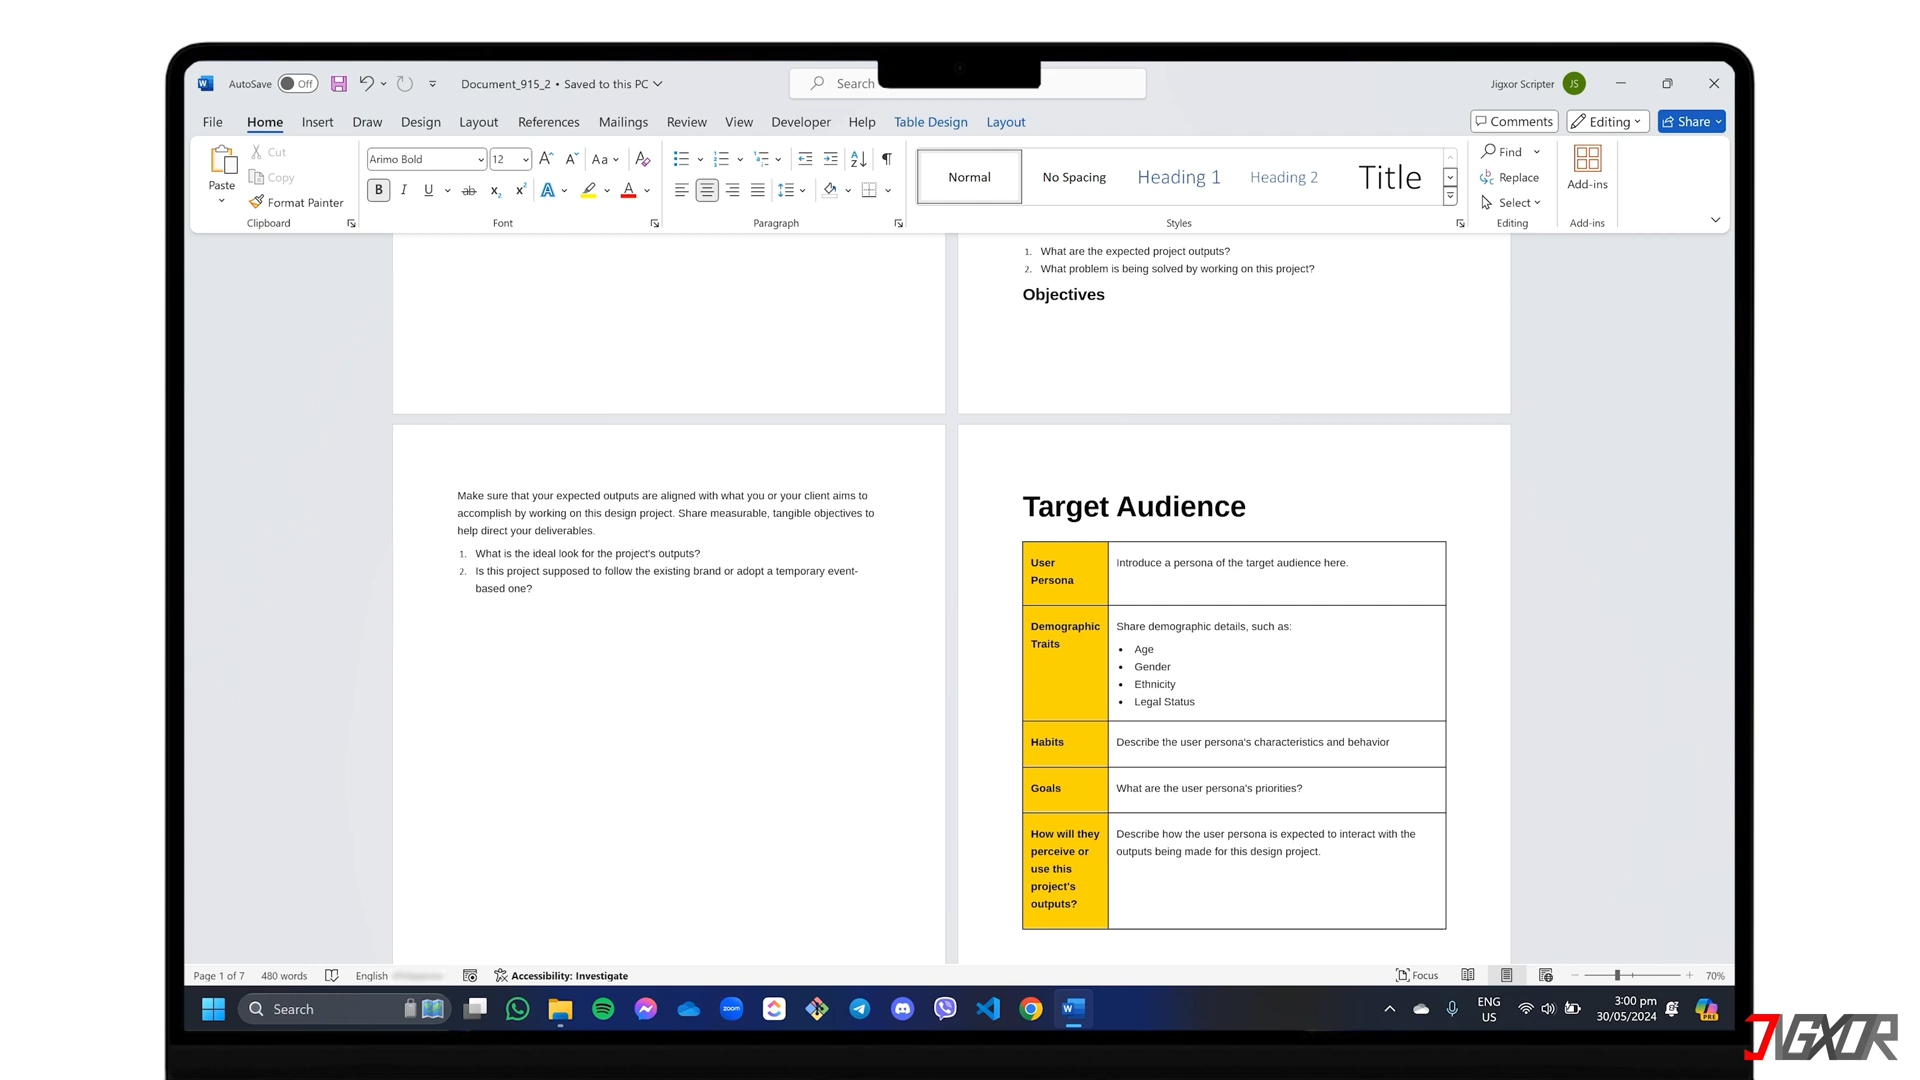 AutoSave Off Document_915_2 • Saved to this PC Search Jigxor Scripter JS
File Home Insert Draw Design Layout References Mailings Review View Developer Help Table Design Layout Comments Editing Share
Paste
Cut
Copy
Format Painter
Clipboard
Arimo Bold 12
Font
Paragraph
Normal No Spacing Heading 1 Heading 2 Title
Styles
Find
Replace
Select
Editing
Add-ins
Add-ins
1. What are the expected project outputs?
2. What problem is being solved by working on this project?
Objectives
Make sure that your expected outputs are aligned with what you or your client aims to
accomplish by working on this design project. Share measurable, tangible objectives to
help direct your deliverables.
1. What is the ideal look for the project's outputs?
2. Is this project supposed to follow the existing brand or adopt a temporary event-
based one?
Target Audience
User
Persona
Introduce a persona of the target audience here.
Demographic
Traits
Share demographic details, such as:
• Age
• Gender
• Ethnicity
• Legal Status
Habits
Describe the user persona's characteristics and behavior
Goals
What are the user persona's priorities?
How will they
perceive or
use this
project's
outputs?
Describe how the user persona is expected to interact with the
outputs being made for this design project.
Page 1 of 7 480 words English Accessibility: Investigate Focus 70%
Search
zoom
ENG
US
3:00 pm
30/05/2024
PRE
JIGXOR